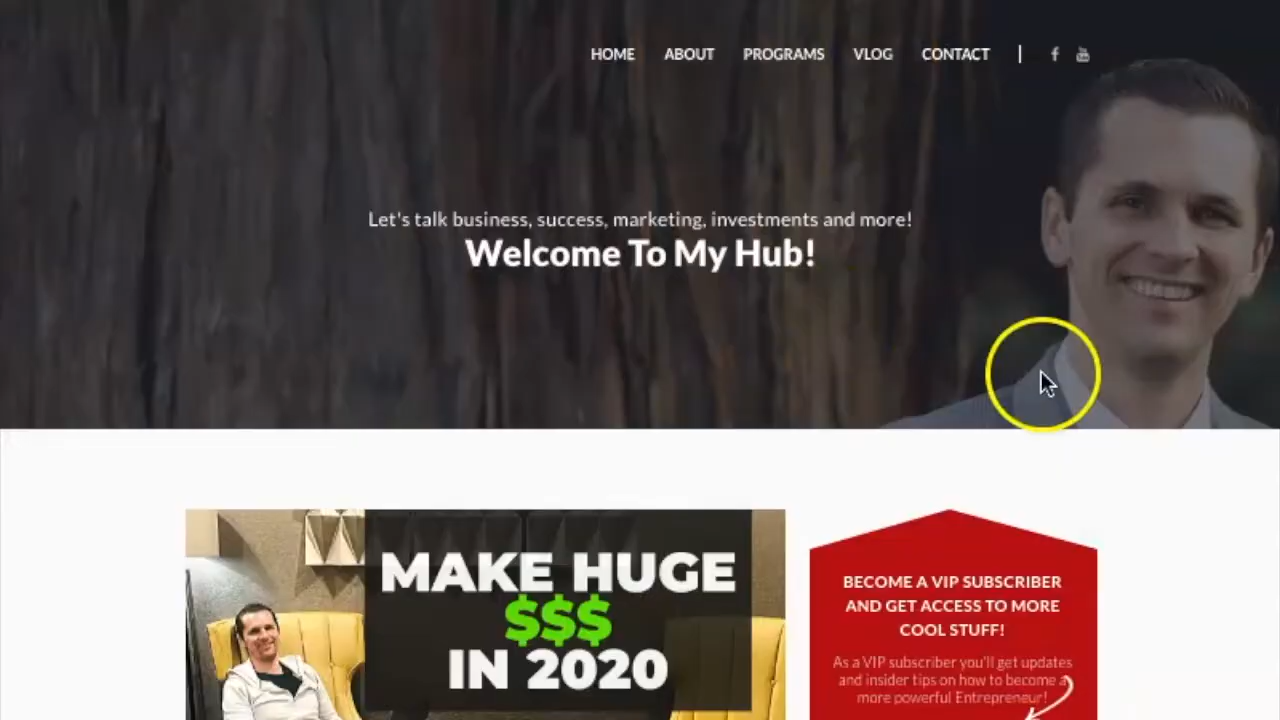 HOME ABOUT PROGRAMS VLOG CONTACT |
Let's talk business, success, marketing, investments and more!
Welcome To My Hub!
MAKE HUGE
$$$
IN 2020
BECOME A VIP SUBSCRIBER
AND GET ACCESS TO MORE
COOL STUFF!
As a VIP subscriber you'll get updates
and insider tips on how to become a
more powerful Entrepreneur!